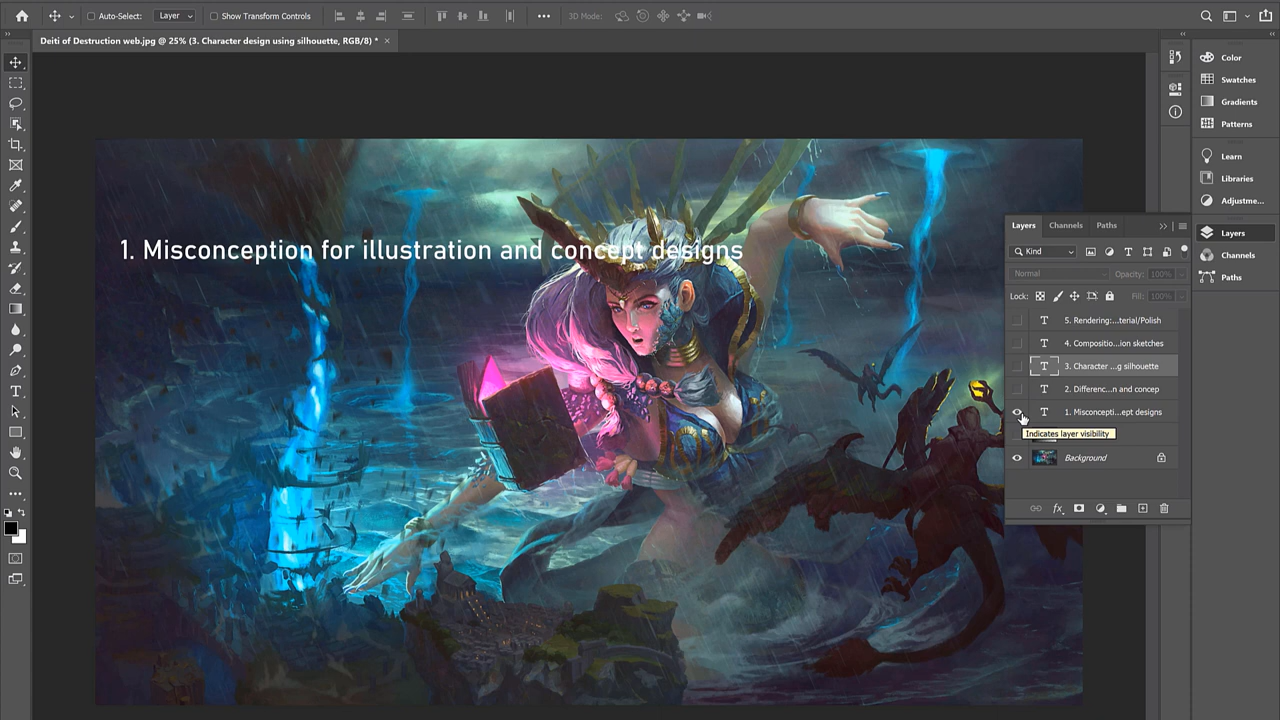 Auto-Select:
Layer
Show Transform Controls
3D Mode:
Deiti of Destruction web.jpg @ 25% (3. Character design using silhouette, RGB/8) *
1. Misconception for illustration and concept designs
Color
Swatches
Gradients
Patterns
Learn
Libraries
Adjustme...
Layers
Channels
Paths
Layers
Channels
Paths
Kind
Normal
Opacity: 100%
Lock:
Fill: 100%
5. Rendering:...terial/Polish
4. Compositio...ion sketches
3. Character ...g silhouette
2. Differenc...n and concep
1. Misconcepti...ept designs
Indicates layer visibility
Background
fx